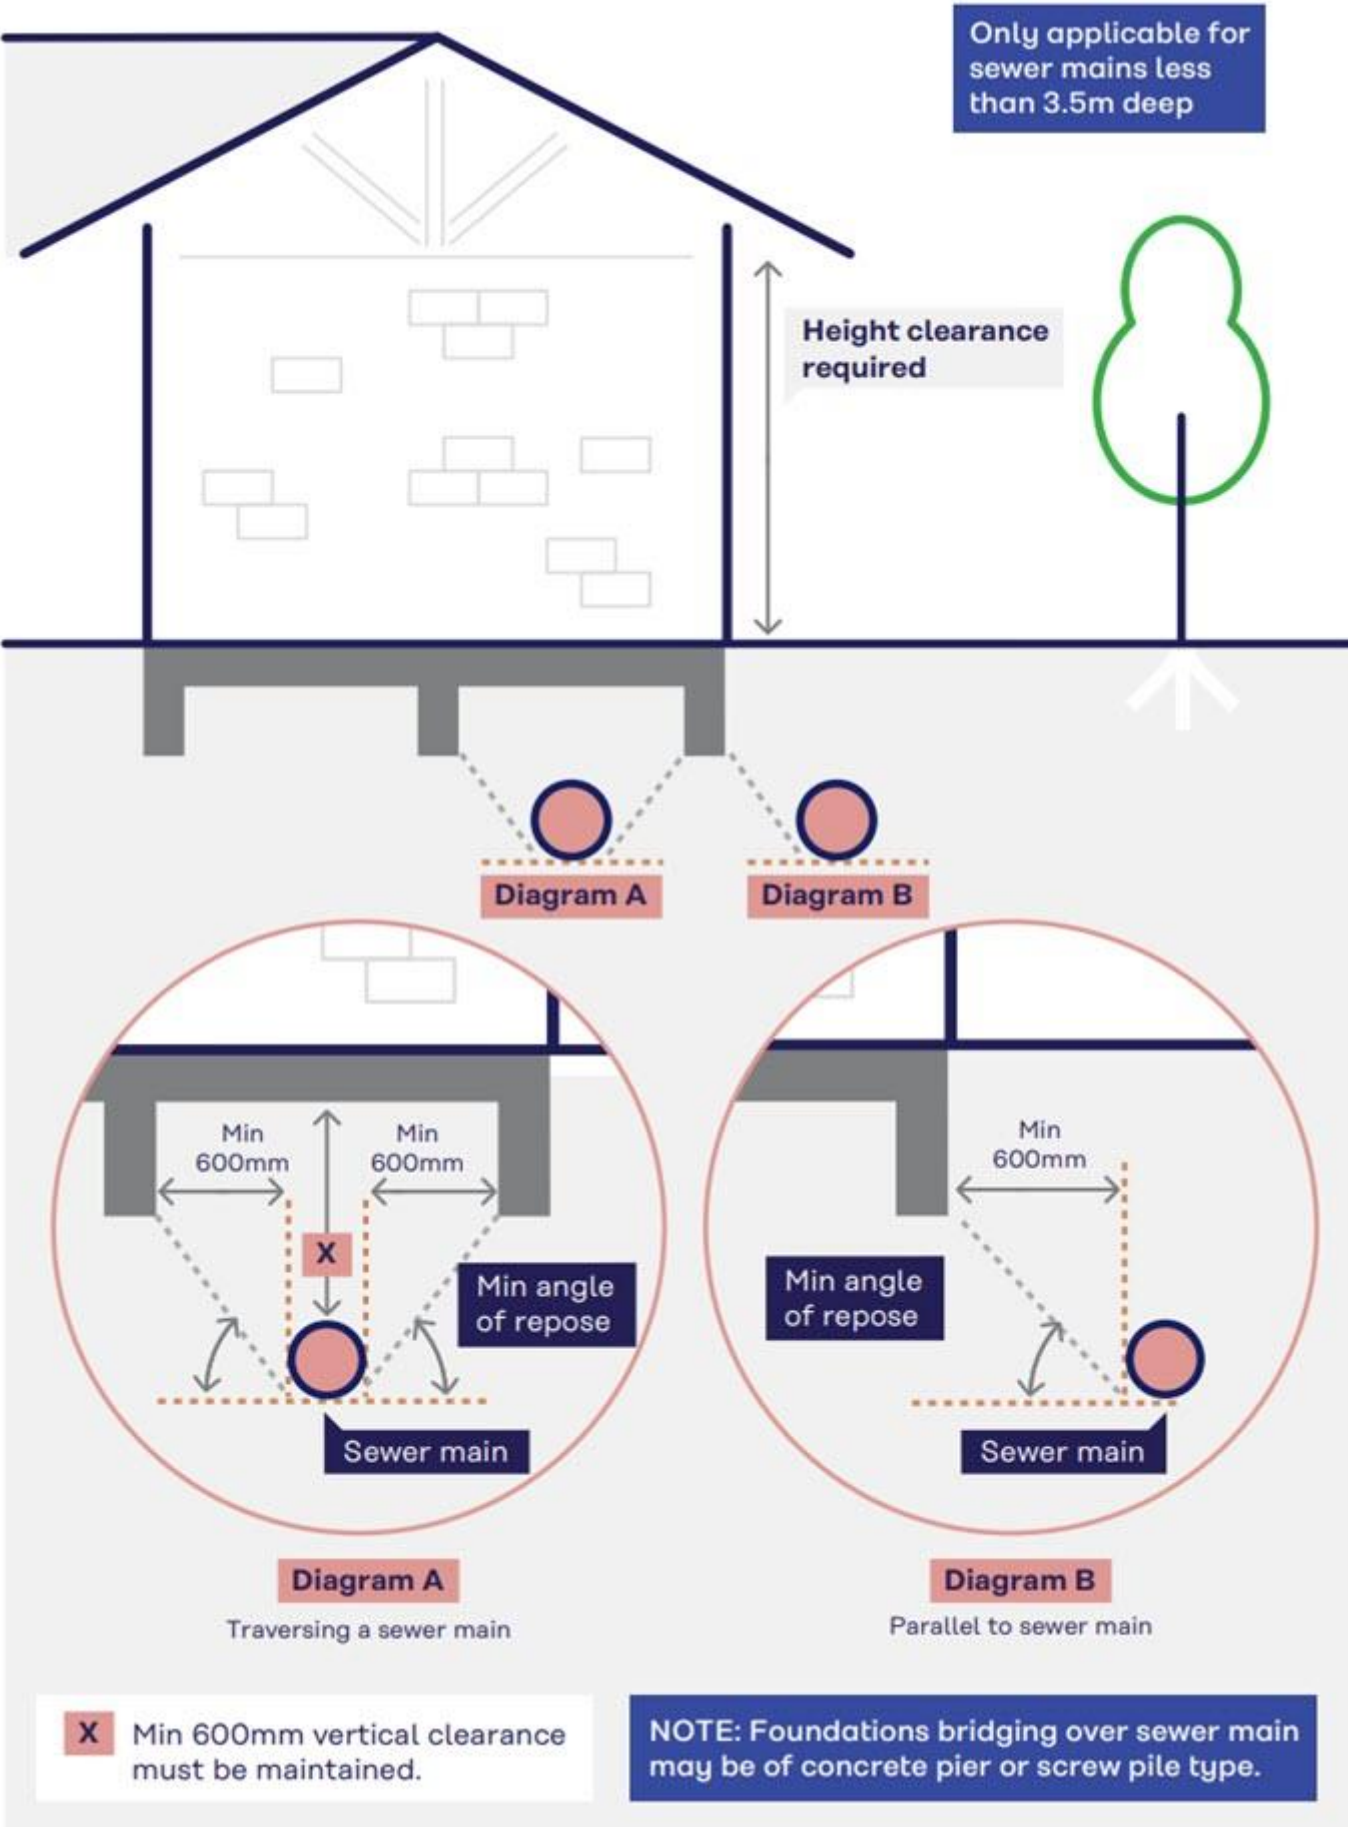 Only applicable for
sewer mains less
than 3.5m deep
Height clearance
required
Diagram A
Diagram B
Min
600mm
Min
600mm
X
Min angle
of repose
Sewer main
Min
600mm
Min angle
of repose
Sewer main
Diagram A
Traversing a sewer main
Diagram B
Parallel to sewer main
X Min 600mm vertical clearance
must be maintained.
NOTE: Foundations bridging over sewer main
may be of concrete pier or screw pile type.